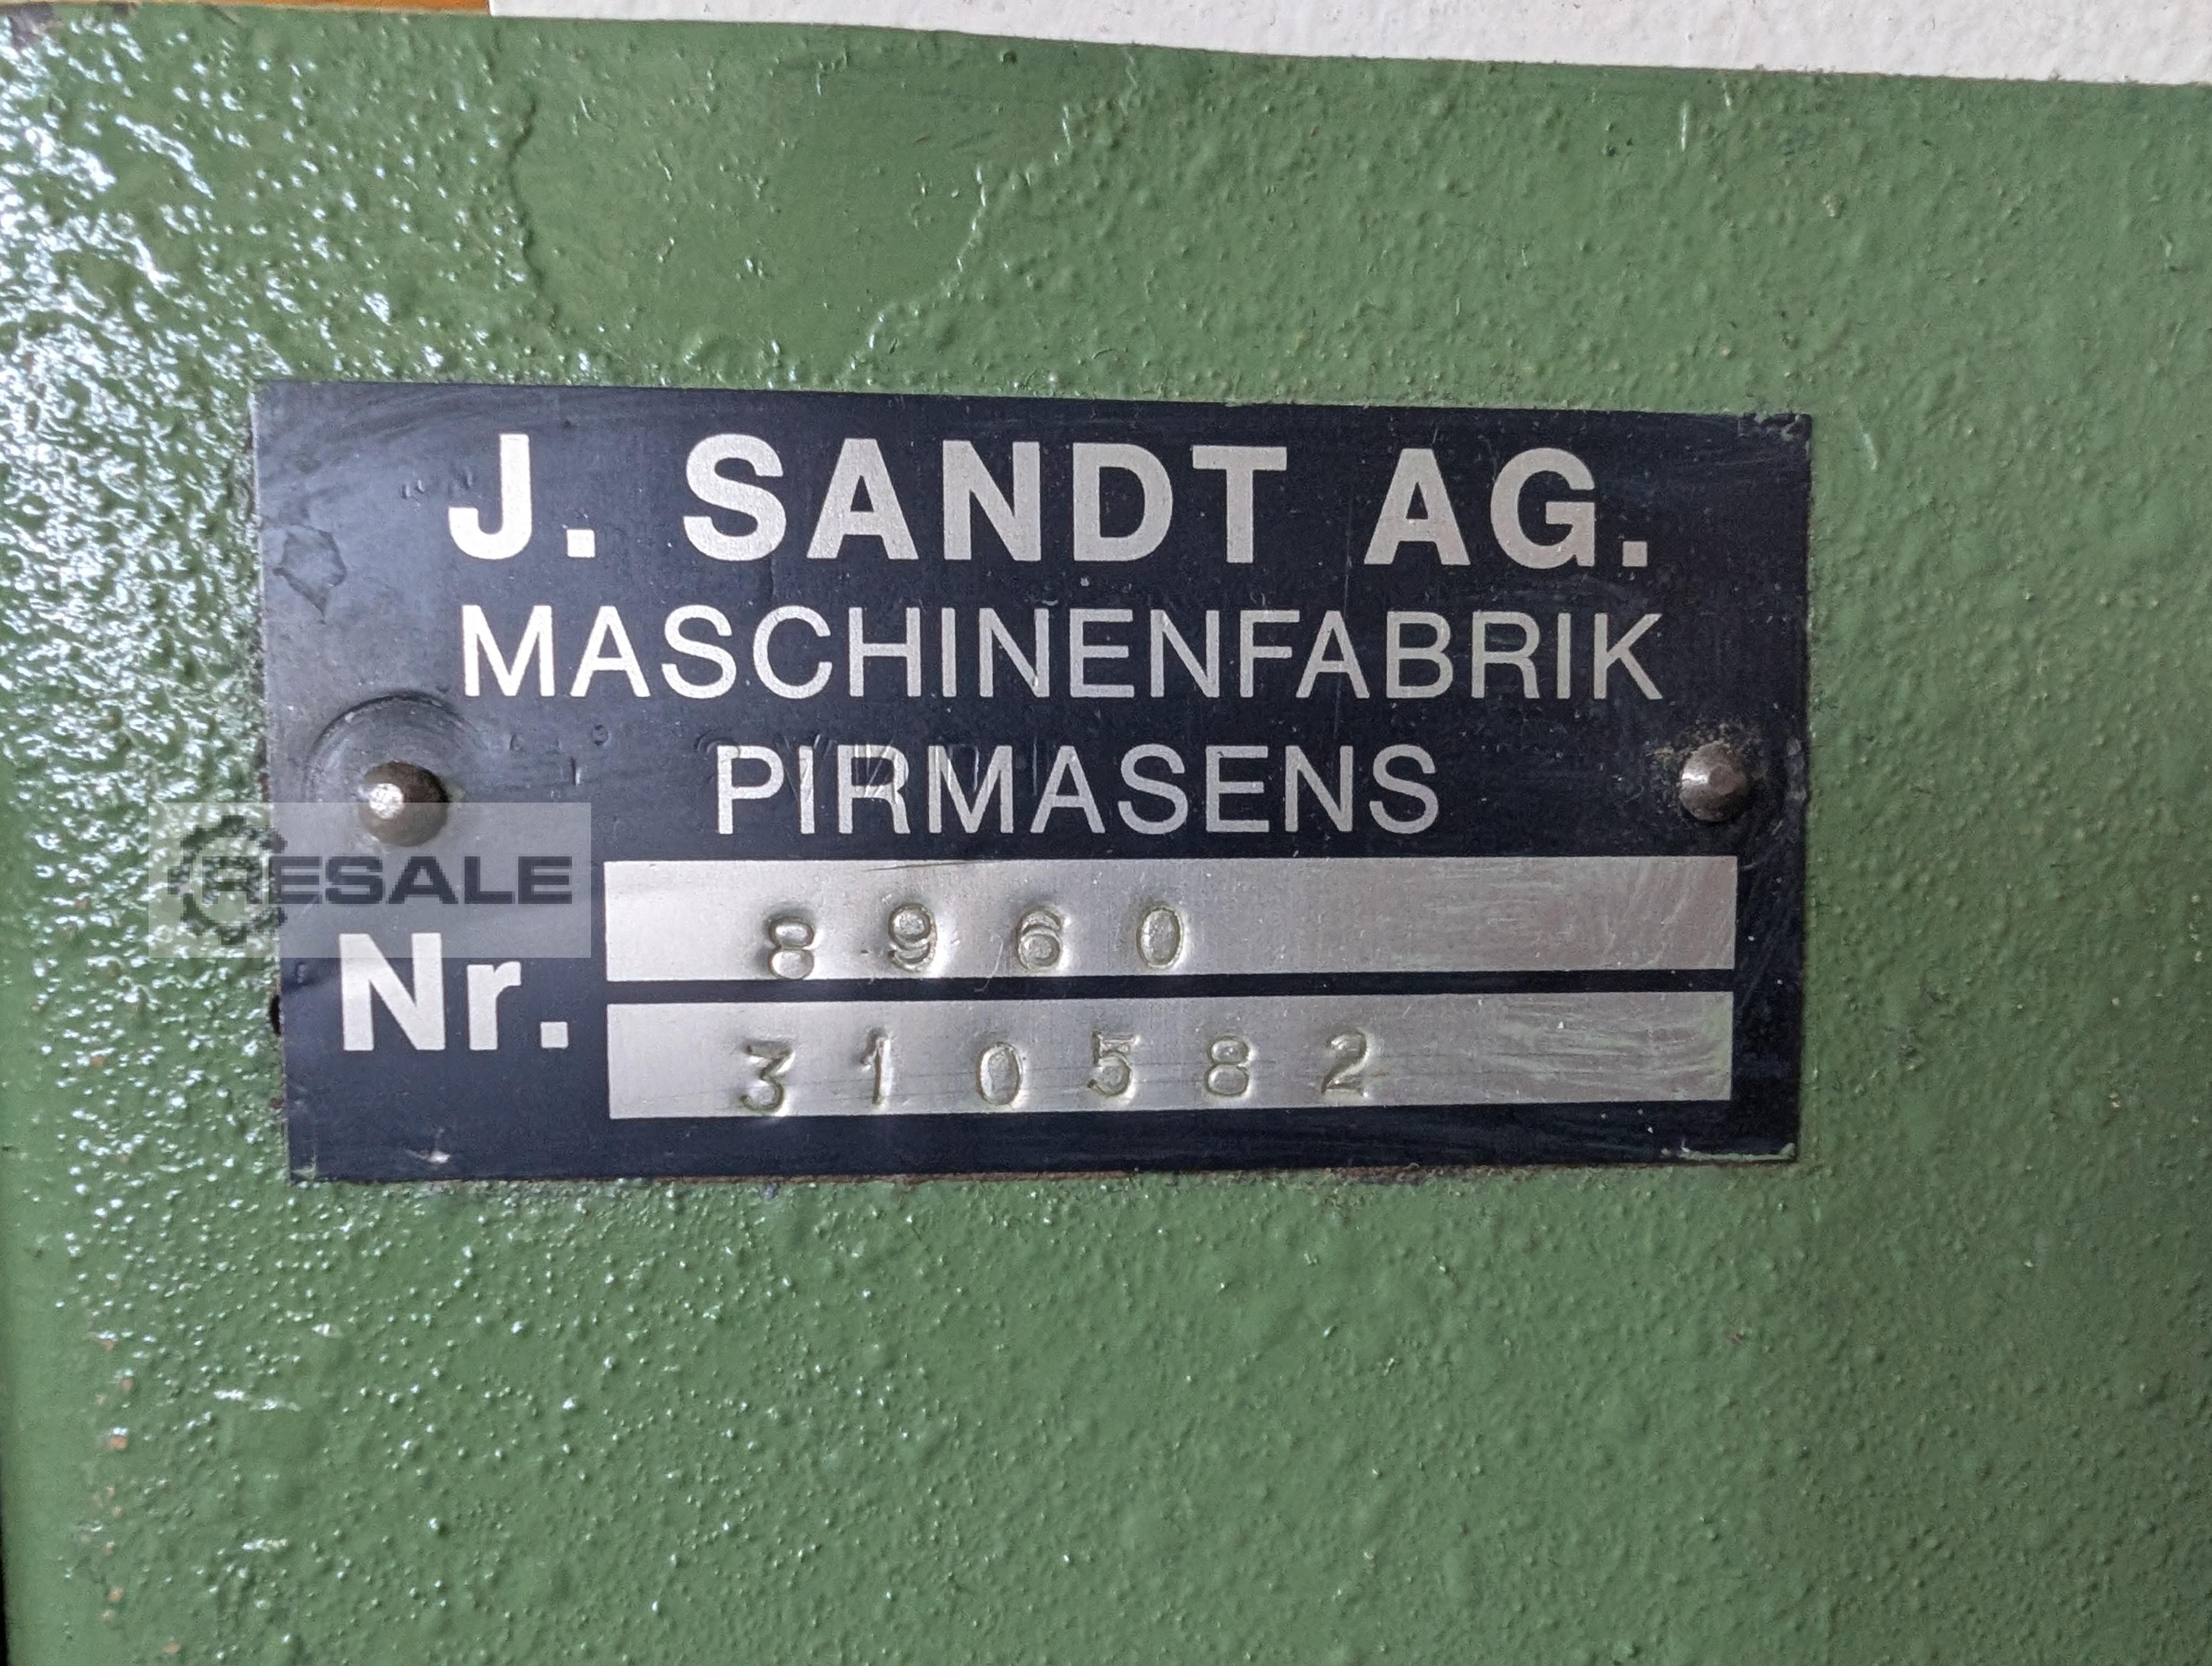 J. SANDT AG.
MASCHINENFABRIK
PIRMASENS
RESALE
8960
Nr.
310582